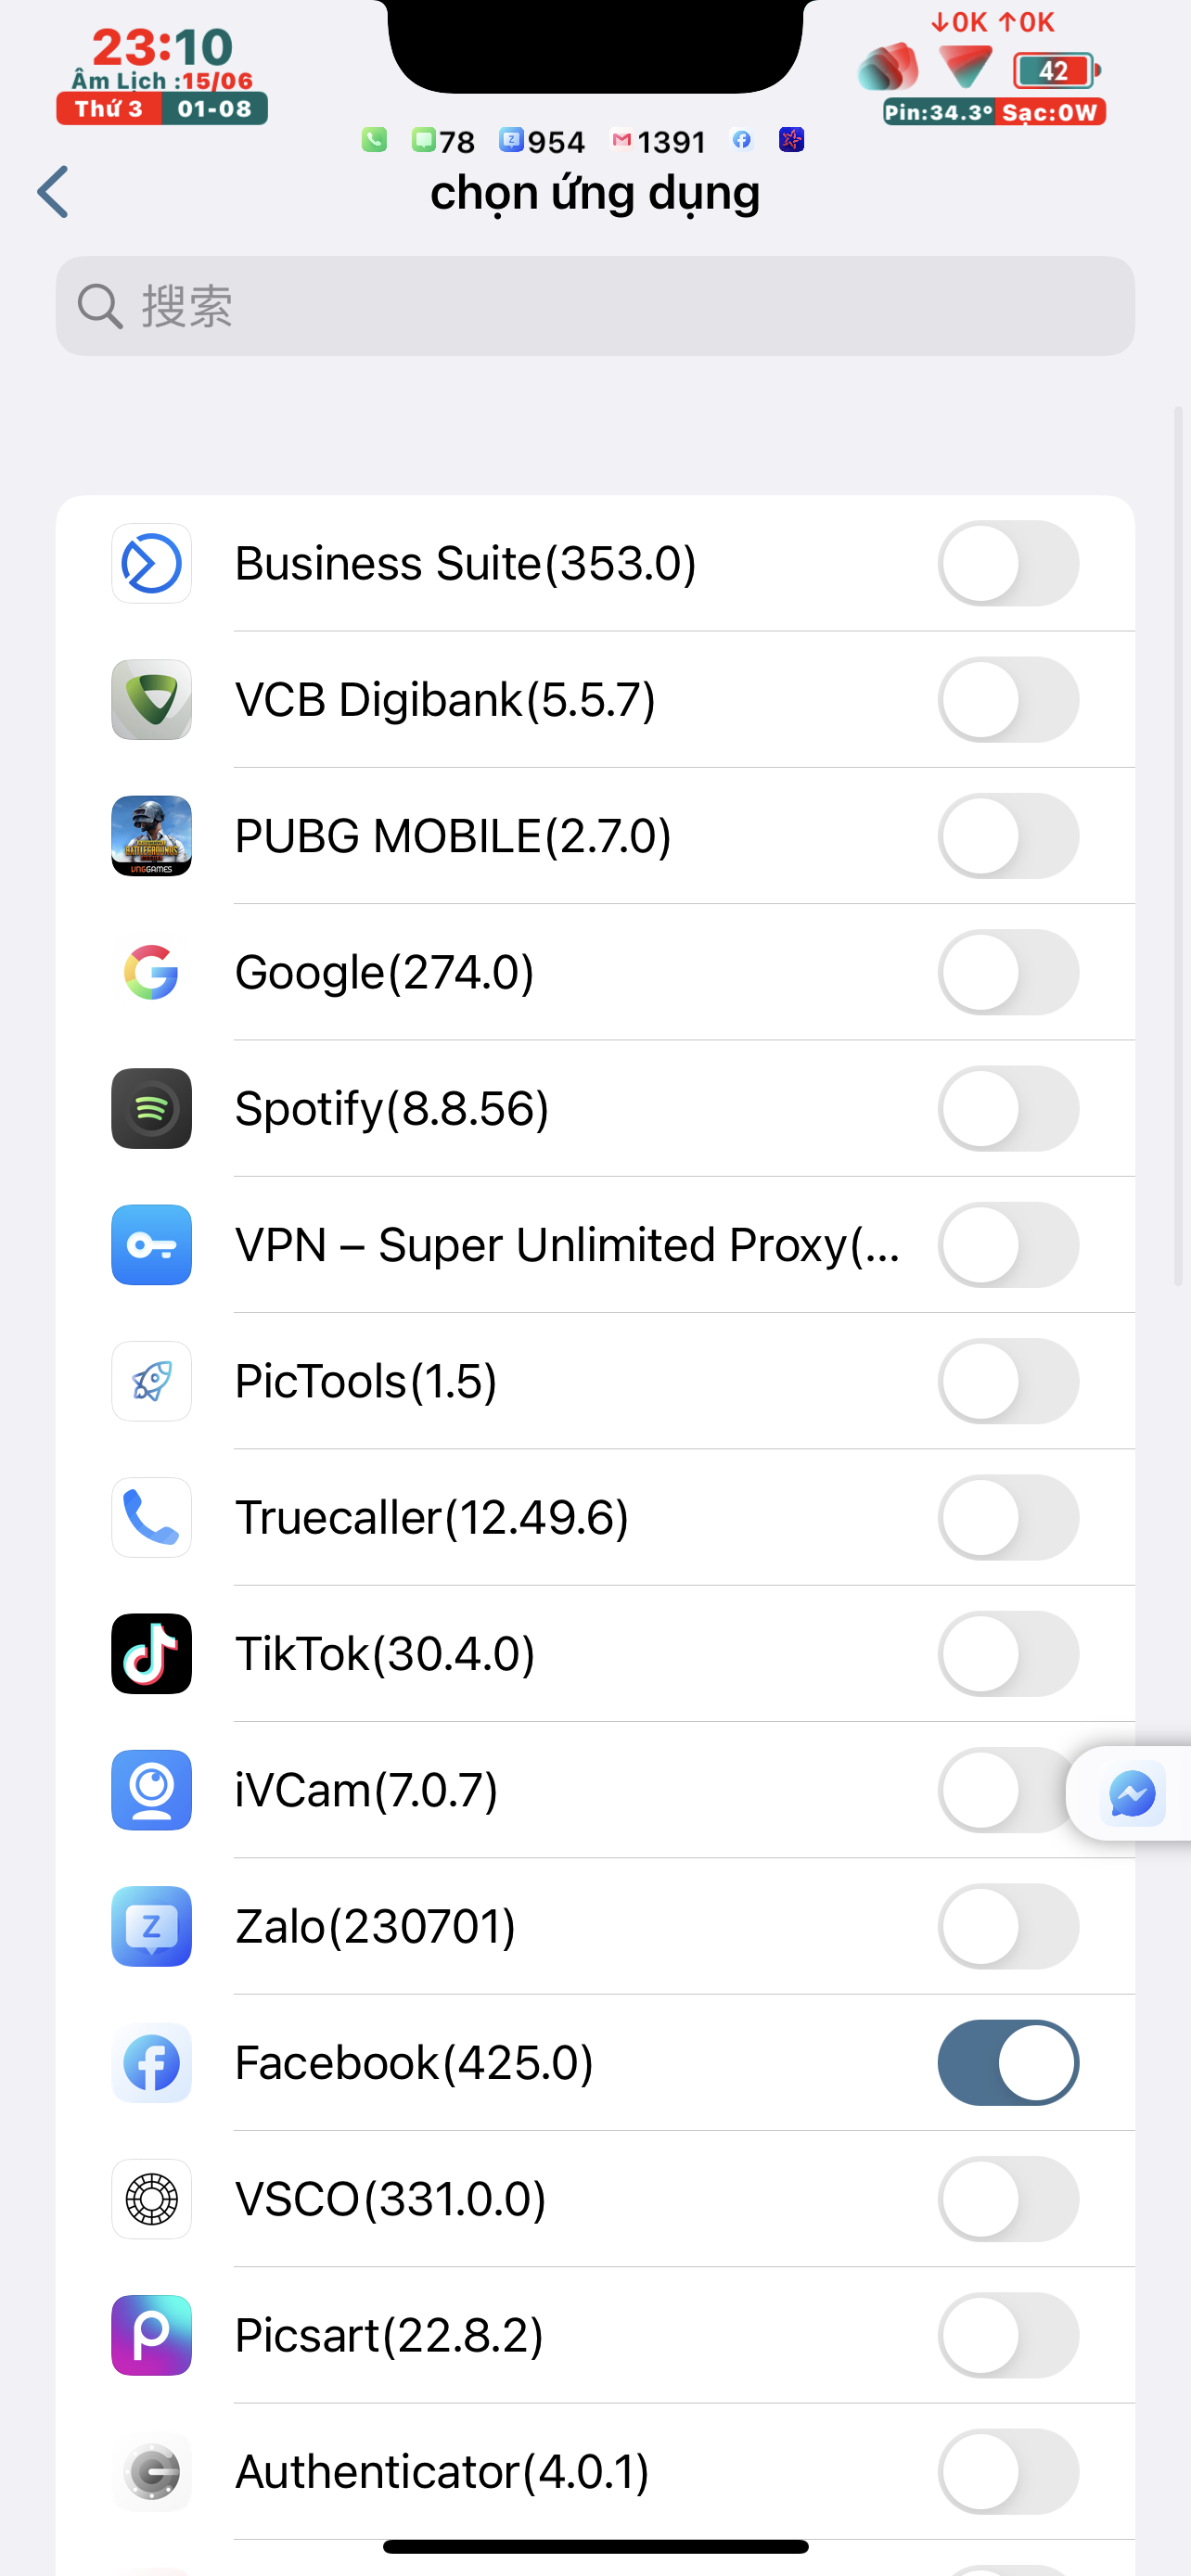 23:10
Âm Lịch :15/06
Thứ 3 01-08
↓0K ↑0K
42
Pin:34.3° Sạc:0W
78 954 1391
chọn ứng dụng
搜索
Business Suite(353.0)
VCB Digibank(5.5.7)
PUBG MOBILE(2.7.0)
Google(274.0)
Spotify(8.8.56)
VPN – Super Unlimited Proxy(...
PicTools(1.5)
Truecaller(12.49.6)
TikTok(30.4.0)
iVCam(7.0.7)
Zalo(230701)
Facebook(425.0)
VSCO(331.0.0)
Picsart(22.8.2)
Authenticator(4.0.1)